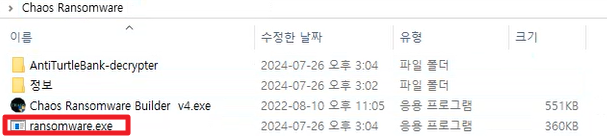 > Chaos Ransomware
이름 수정한 날짜 유형 크기
AntiTurtleBank-decrypter 2024-07-26 오후 3:04 파일 폴더
정보 2024-07-26 오후 3:02 파일 폴더
Chaos Ransomware Builder v4.exe 2022-08-10 오후 11:05 응용 프로그램 551KB
ransomware.exe 2024-07-26 오후 3:04 응용 프로그램 360KB